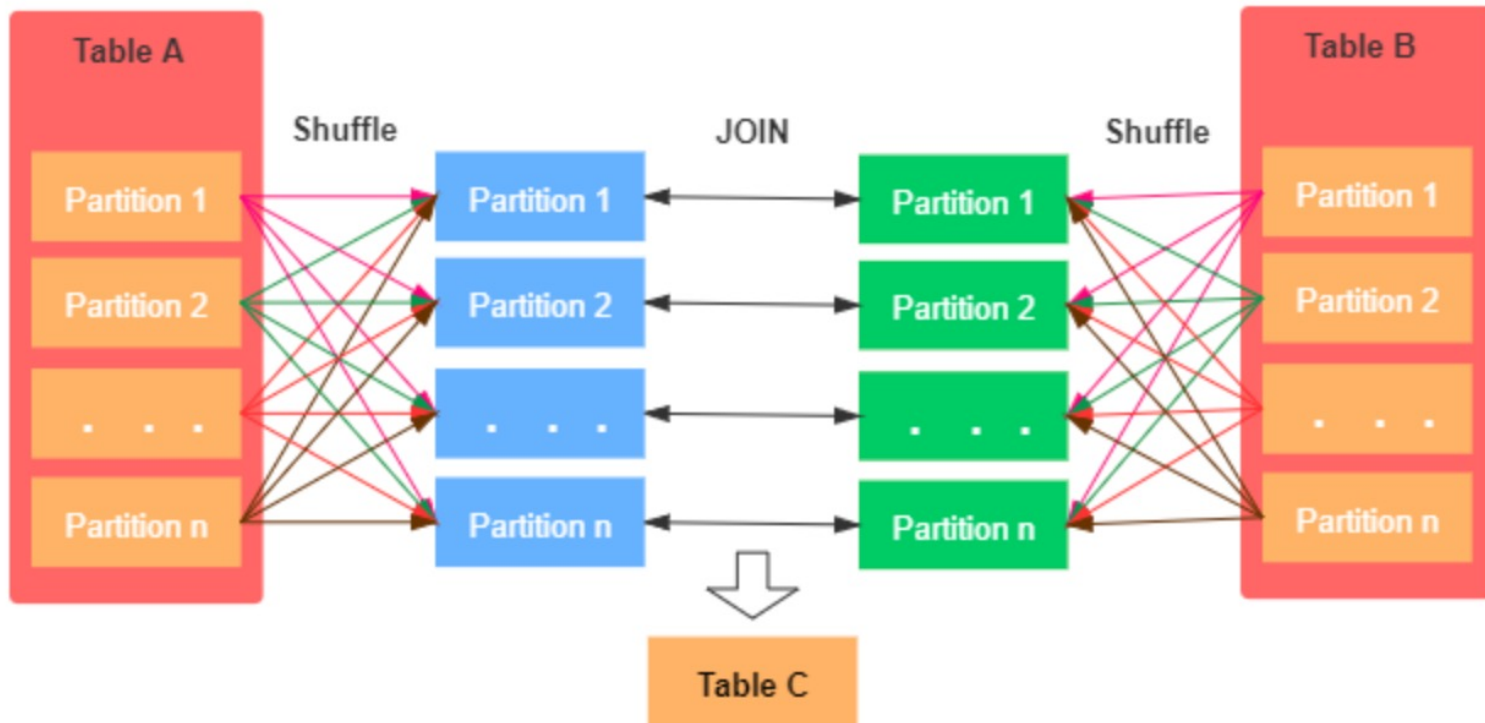 Table A
Table B
Shuffle
JOIN
Shuffle
Partition 1
Partition 1
Partition 1
Partition 1
Partition 2
Partition 2
Partition 2
Partition 2
. . .
. . .
. . .
. . .
Partition n
Partition n
Partition n
Partition n
Table C